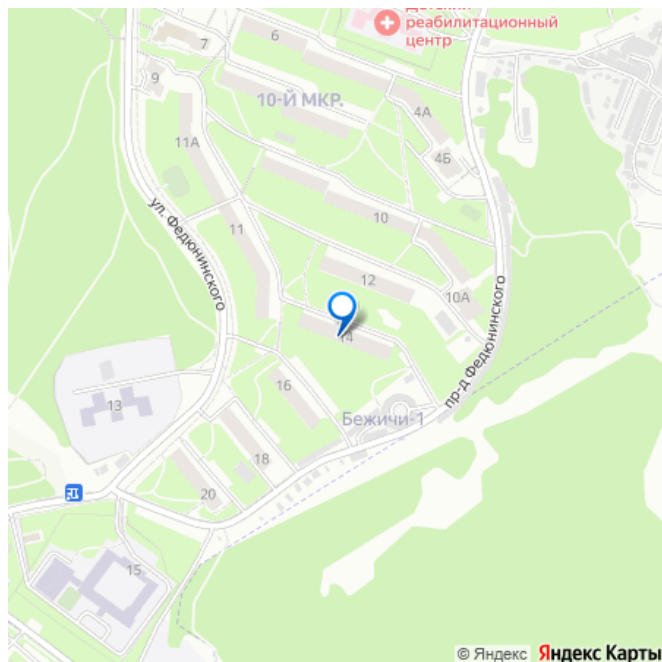 Детский
реабилитационный
центр
6
7
9
10-Й МКР.
4А
11А
4Б
ул. Федюнинского
10
11
12
10А
14
пр-д Федюнинского
16
13
Бежичи-1
18
20
15
© Яндекс Яндекс Карты